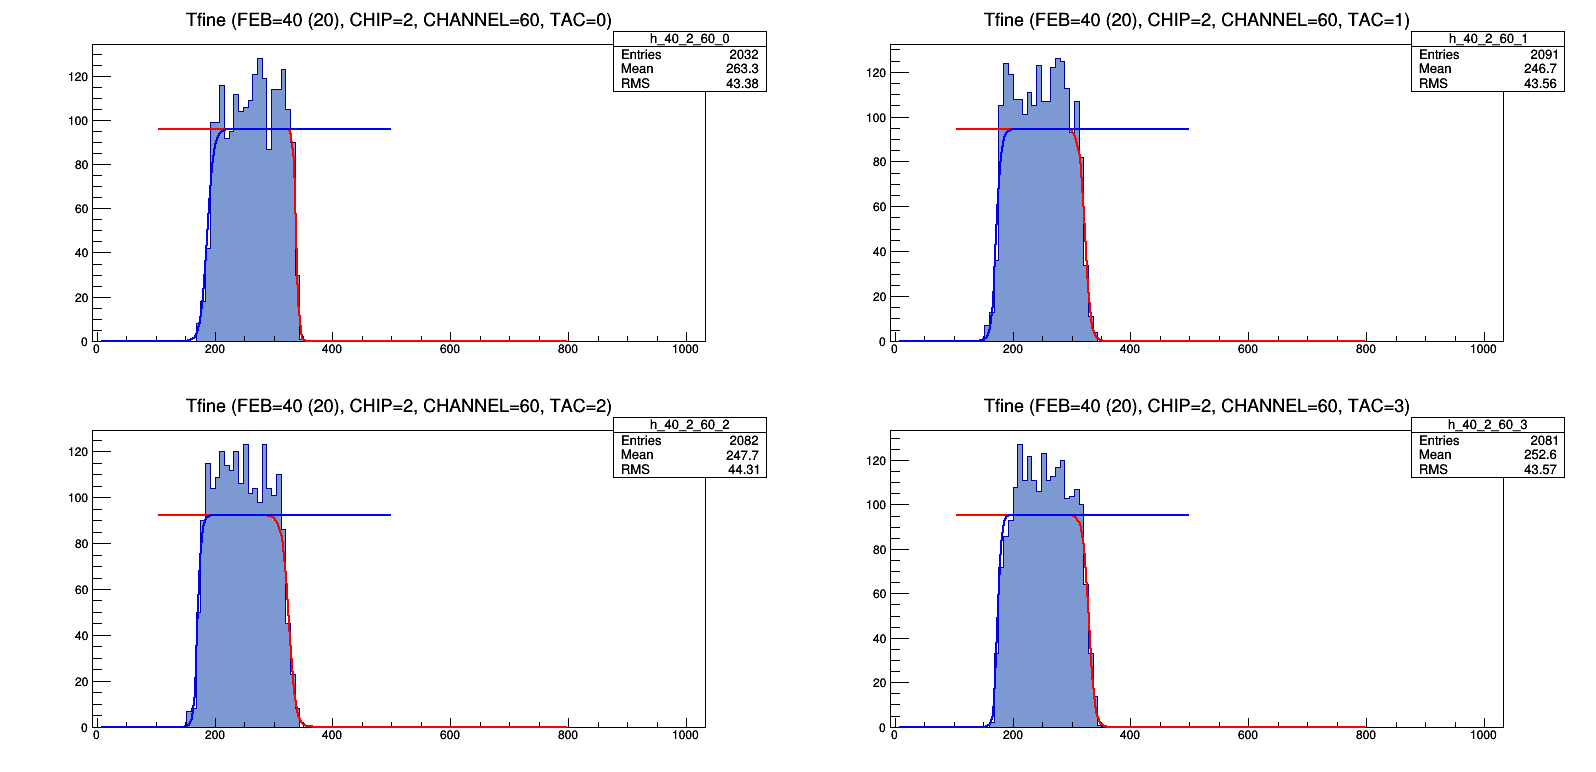 Tfine (FEB=40 (20), CHIP=2, CHANNEL=60, TAC=0)
h_40_2_60_0
Entries 2032
Mean 263.3
RMS 43.38
120
100
80
60
40
20
0
0 200 400 600 800 1000
Tfine (FEB=40 (20), CHIP=2, CHANNEL=60, TAC=1)
h_40_2_60_1
Entries 2091
Mean 246.7
RMS 43.56
120
100
80
60
40
20
0
0 200 400 600 800 1000
Tfine (FEB=40 (20), CHIP=2, CHANNEL=60, TAC=2)
h_40_2_60_2
Entries 2082
Mean 247.7
RMS 44.31
120
100
80
60
40
20
0
0 200 400 600 800 1000
Tfine (FEB=40 (20), CHIP=2, CHANNEL=60, TAC=3)
h_40_2_60_3
Entries 2081
Mean 252.6
RMS 43.57
120
100
80
60
40
20
0
0 200 400 600 800 1000